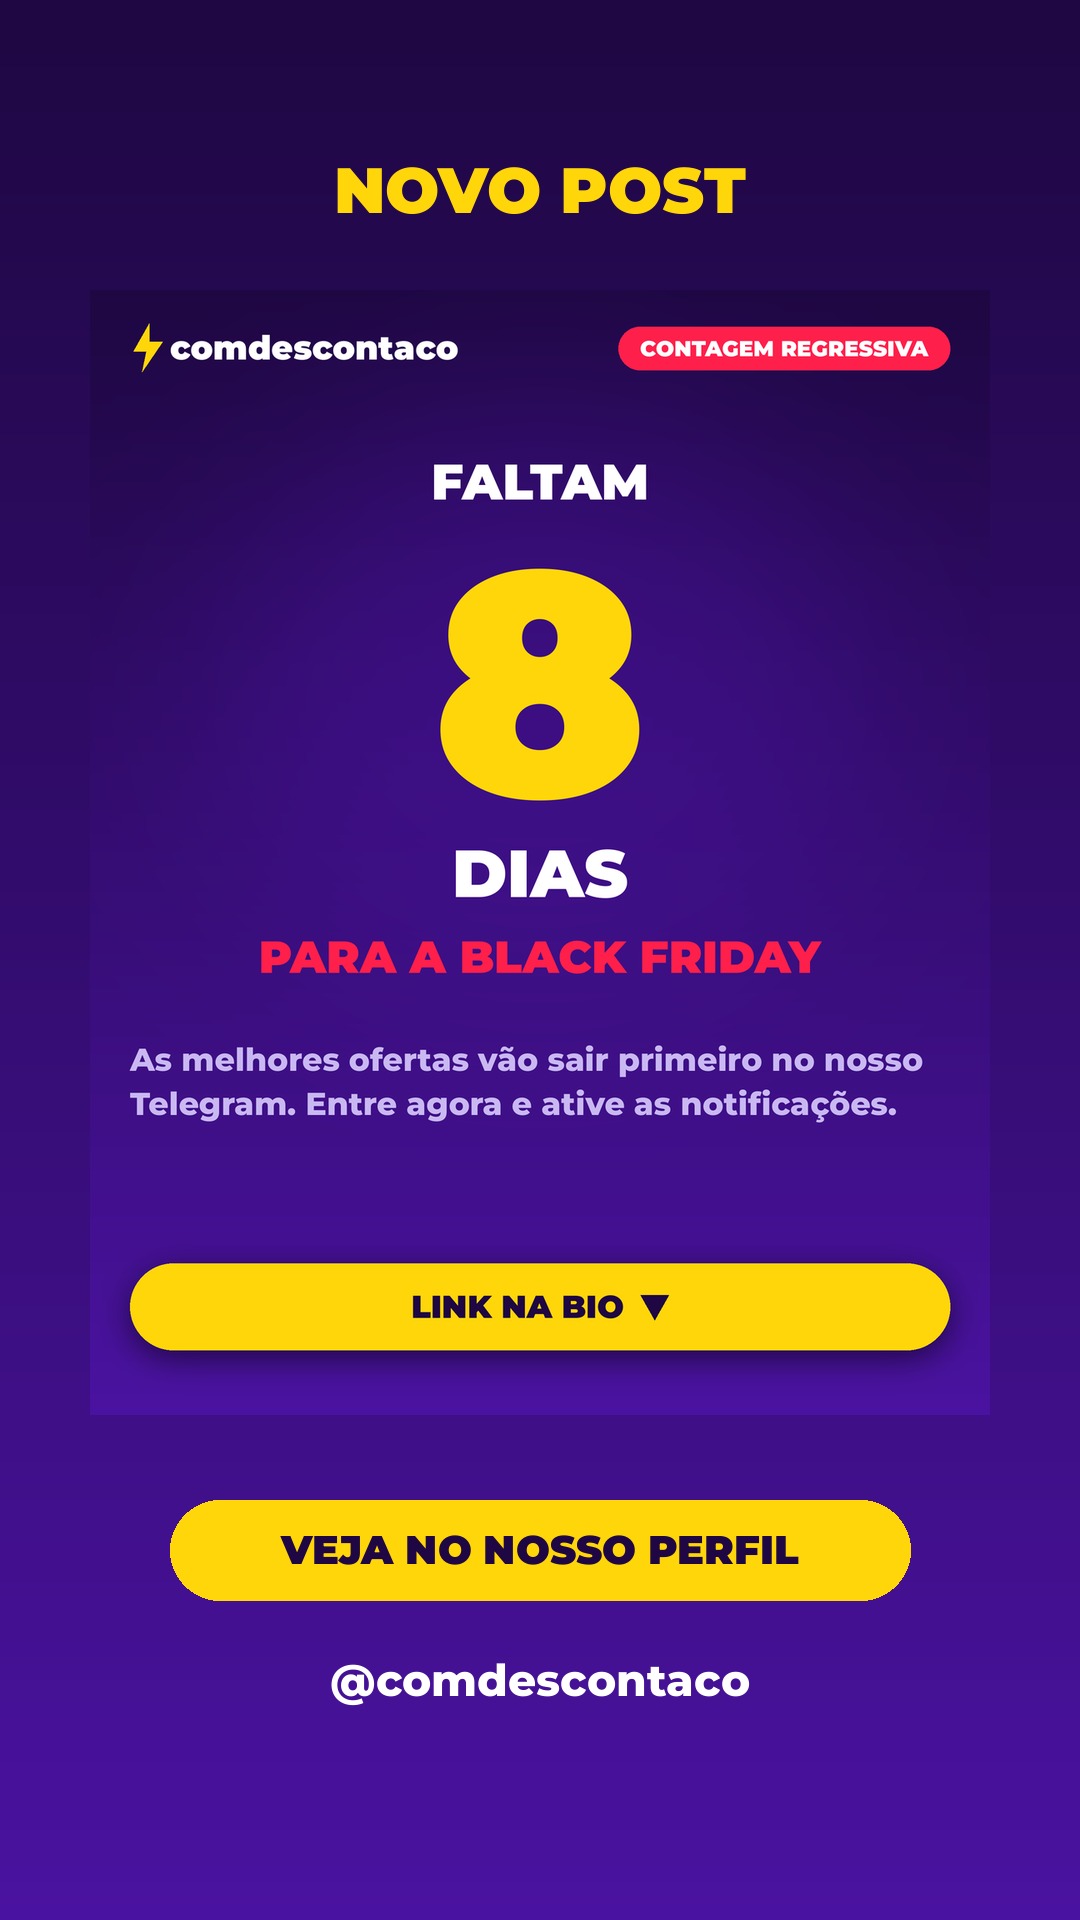 NOVO POST
comdescontaco
CONTAGEM REGRESSIVA
FALTAM
8
DIAS
PARA A BLACK FRIDAY
As melhores ofertas vão sair primeiro no nosso
Telegram. Entre agora e ative as notificações.
LINK NA BIO ▼
VEJA NO NOSSO PERFIL
@comdescontaco